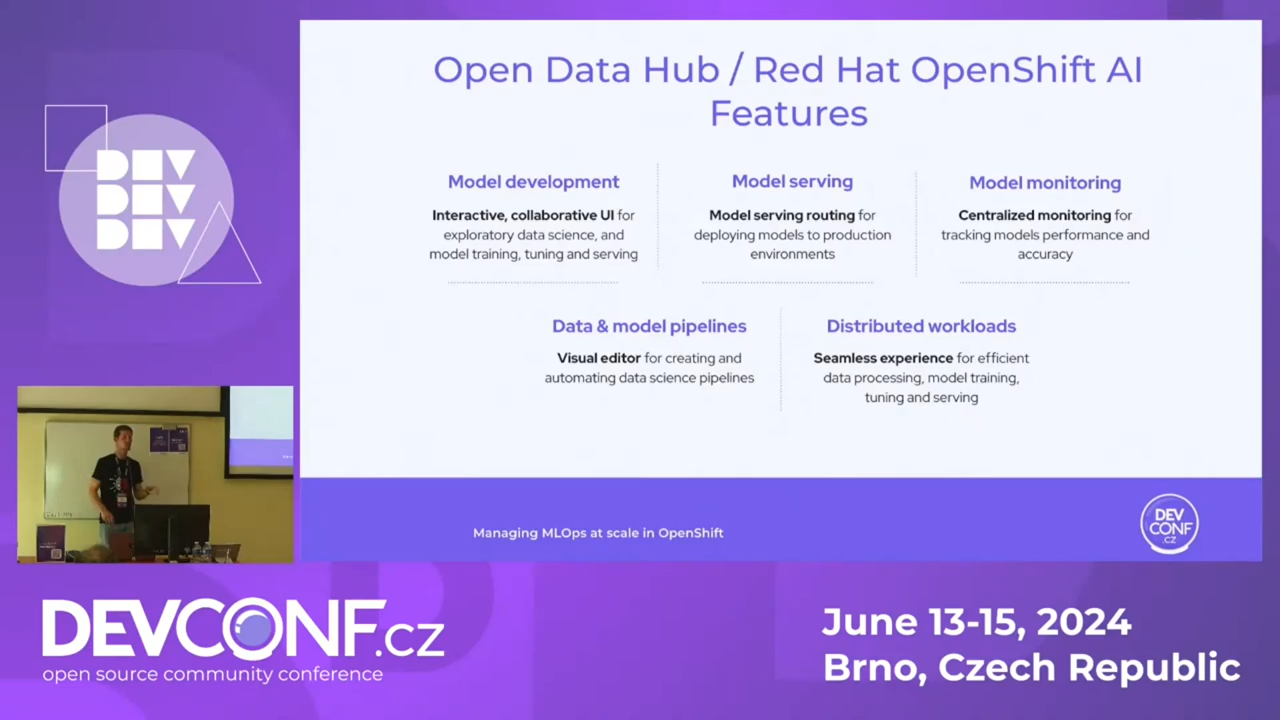 DEV
DEV
DEV
Open Data Hub / Red Hat OpenShift AI
Features
Model development
Interactive, collaborative UI for
exploratory data science, and
model training, tuning and serving
Model serving
Model serving routing for
deploying models to production
environments
Model monitoring
Centralized monitoring for
tracking models performance and
accuracy
Data & model pipelines
Visual editor for creating and
automating data science pipelines
Distributed workloads
Seamless experience for efficient
data processing, model training,
tuning and serving
Managing MLOps at scale in OpenShift
DEV
CONF
.CZ
DEVCONF.cz
open source community conference
June 13-15, 2024
Brno, Czech Republic